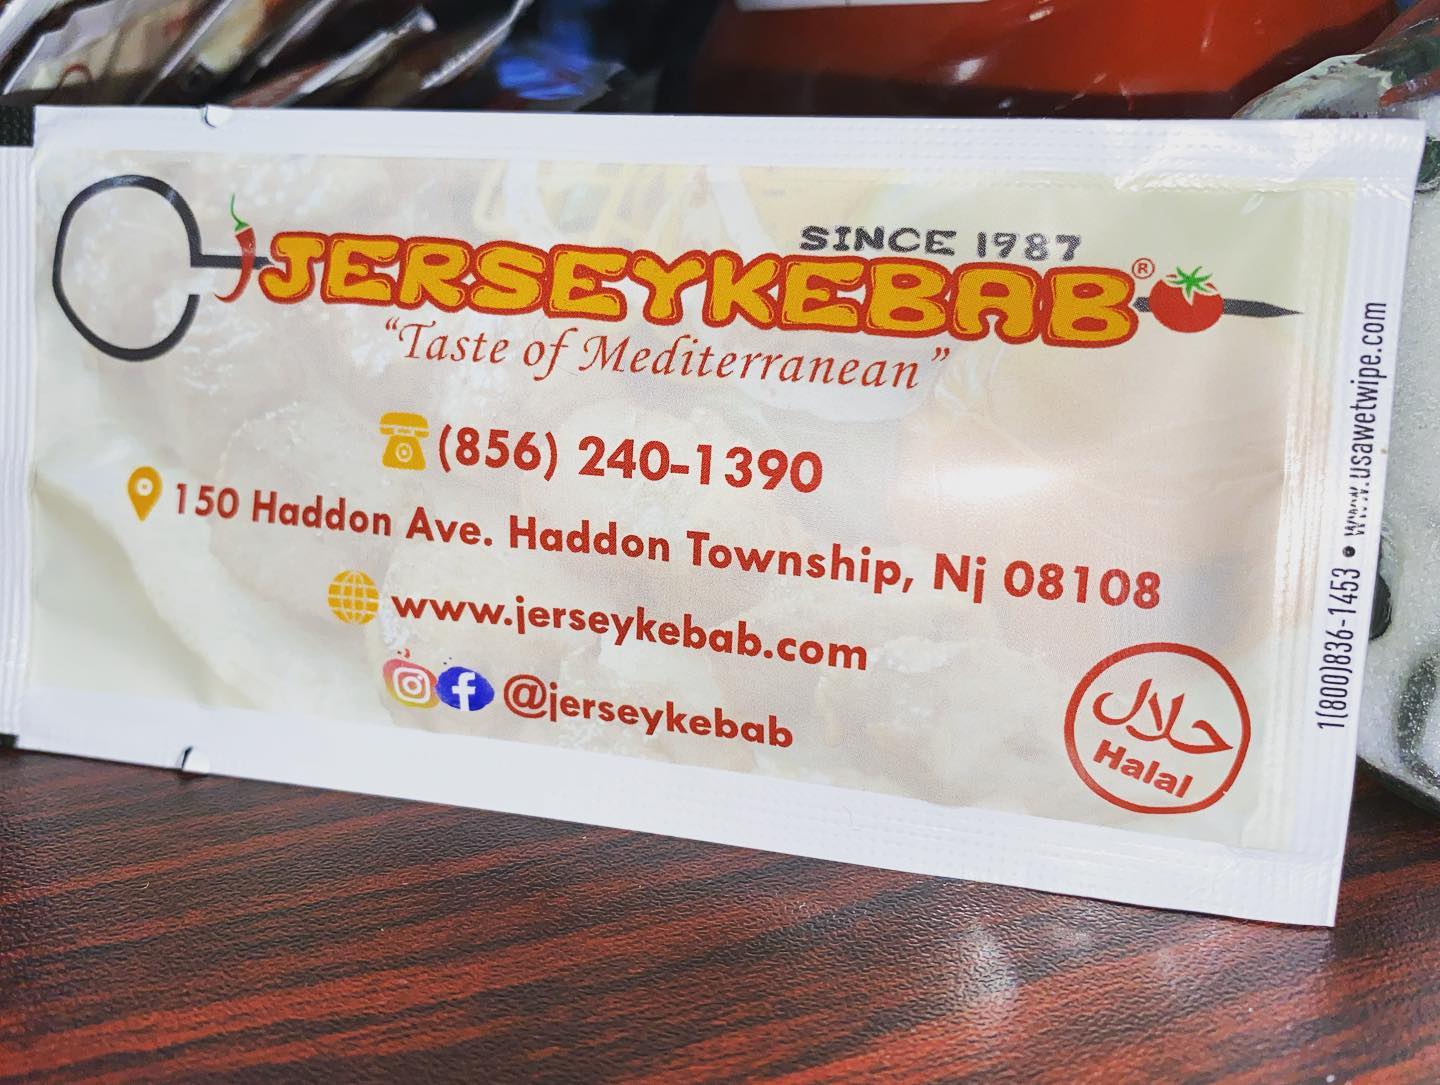 SINCE 1987
JERSEYKEBAB®
“Taste of Mediterranean”
(856) 240-1390
150 Haddon Ave. Haddon Township, Nj 08108
www.jerseykebab.com
@jerseykebab
حلال
Halal
1(800)836-1453 • www.usawetwipe.com